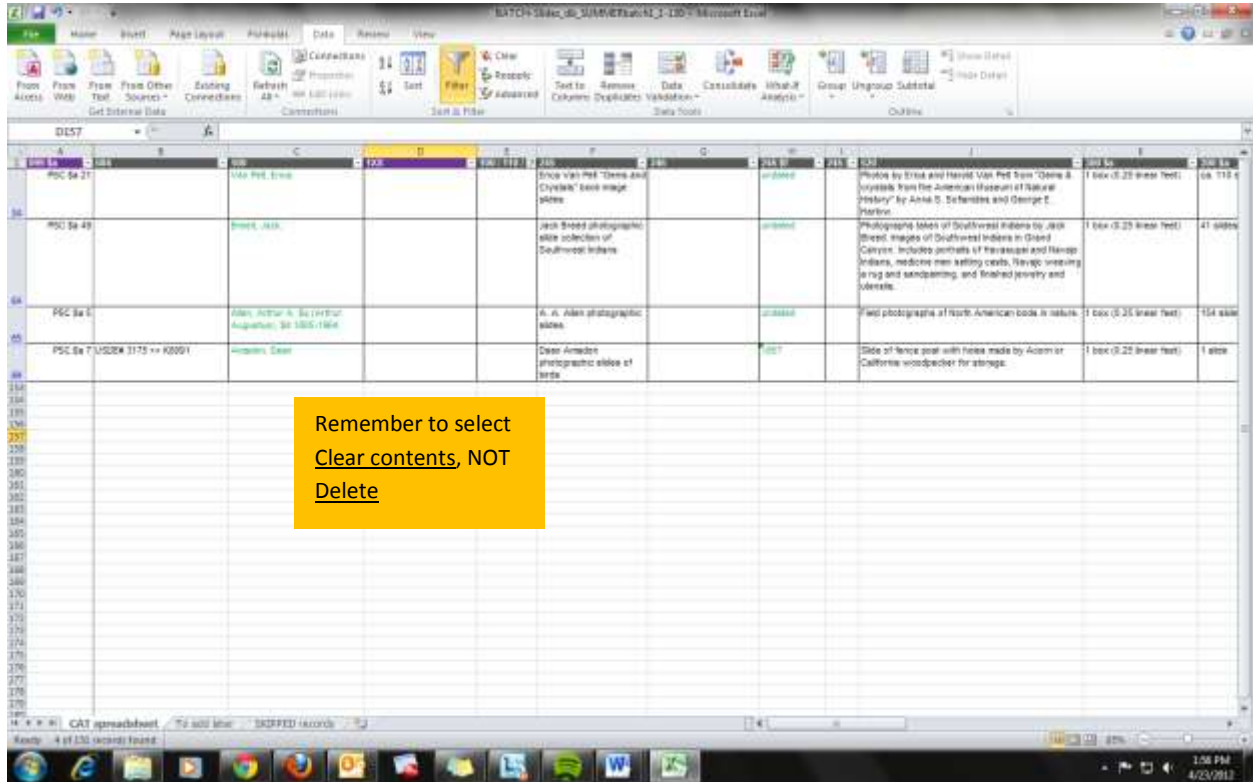 BATCH Slides_db_SUMMERbatch1_1-130 - Microsoft Excel
File Home Insert Page Layout Formulas Data Review View
From Access
From Web
From Text
From Other Sources
Existing Connections
Get External Data
Refresh All
Connections
Properties
Edit Links
Connections
Sort
Filter
Clear
Reapply
Advanced
Sort & Filter
Text to Columns
Remove Duplicates
Data Validation
Consolidate
What-If Analysis
Data Tools
Group
Ungroup
Subtotal
Show Detail
Hide Detail
Outline
D157
PSC Sa 21
Van Pelt, Erica
Erica Van Pelt "Gems and
Crystals" book image
slides
undated
Photos by Erica and Harold Van Pelt from "Gems &
crystals from the American Museum of Natural
History" by Anna S. Sofianides and George E.
Harlow.
1 box (0.25 linear feet)
ca. 110 s
PSC Sa 49
Breed, Jack.
Jack Breed photographic
slide collection of
Southwest Indians
undated
Photographs taken of Southwest Indians by Jack
Breed. Images of Southwest Indians in Grand
Canyon. Includes portraits of Havasupai and Navajo
Indians, medicine men setting casts, Navajo weaving
a rug and sandpainting, and finished jewelry and
utensils.
1 box (0.25 linear feet)
41 slides
PSC Sa 5
Allen, Arthur A. Sa (Arthur
Augustus), Sd 1885-1964
A. A. Allen photographic
slides
undated
Field photographs of North American birds in nature.
1 box (0.25 linear feet)
154 slide
PSC Sa 7
Amadon, Dean
Dean Amadon
photographic slides of
birds
1957
Slide of fence post with holes made by Acorn or
California woodpecker for storage.
1 box (0.25 linear feet)
1 slide
Remember to select
Clear contents, NOT
Delete
CAT spreadsheet To add later SKIPPED records
Ready 4 of 130 records found
85%
1:58 PM
4/23/2012